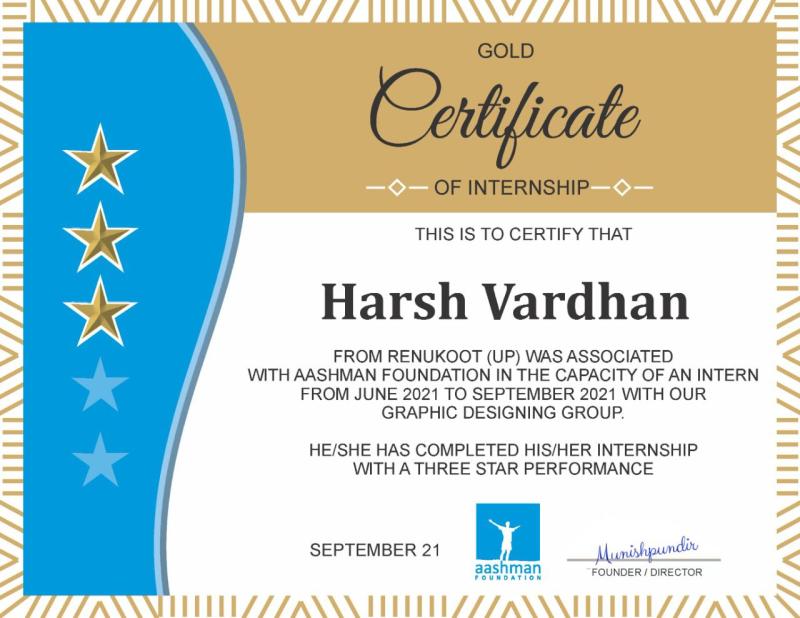 GOLD
Certificate
OF INTERNSHIP
THIS IS TO CERTIFY THAT
Harsh Vardhan
FROM RENUKOOT (UP) WAS ASSOCIATED
WITH AASHMAN FOUNDATION IN THE CAPACITY OF AN INTERN
FROM JUNE 2021 TO SEPTEMBER 2021 WITH OUR
GRAPHIC DESIGNING GROUP.
HE/SHE HAS COMPLETED HIS/HER INTERNSHIP
WITH A THREE STAR PERFORMANCE
SEPTEMBER 21
aashman
FOUNDATION
Munishpundir
FOUNDER / DIRECTOR